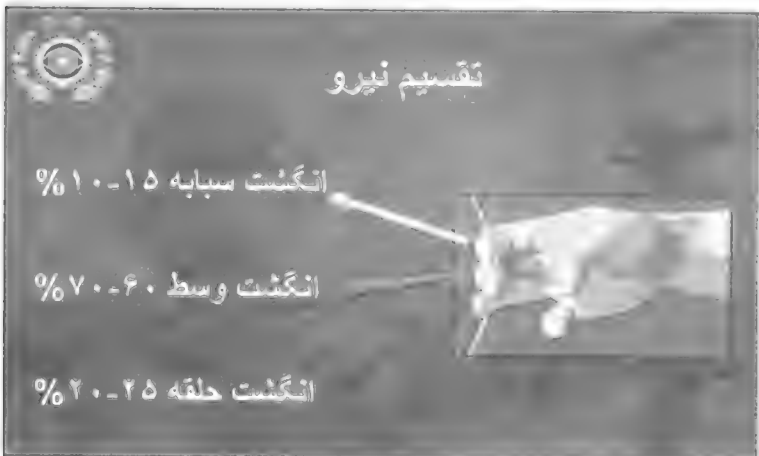 تقسیم نیرو
انگشت سبابه ۱۵-۱۰%
انگشت وسط ۶۰-۷۰%
انگشت حلقه ۲۵-۲۰%